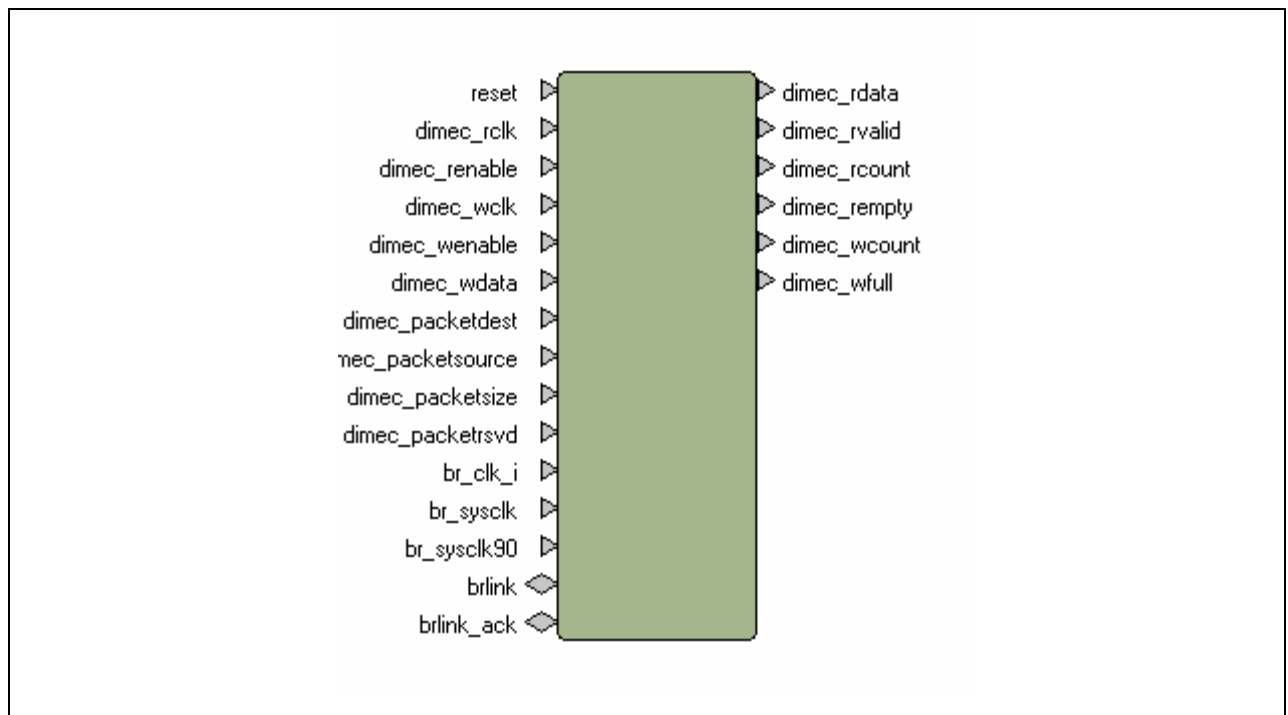 reset
dimec_rclk
dimec_renable
dimec_wclk
dimec_wenable
dimec_wdata
dimec_packetdest
mec_packetsource
dimec_packetsize
dimec_packetrsvd
br_clk_i
br_sysclk
br_sysclk90
brlink
brlink_ack
dimec_rdata
dimec_rvalid
dimec_rcount
dimec_rempty
dimec_wcount
dimec_wfull